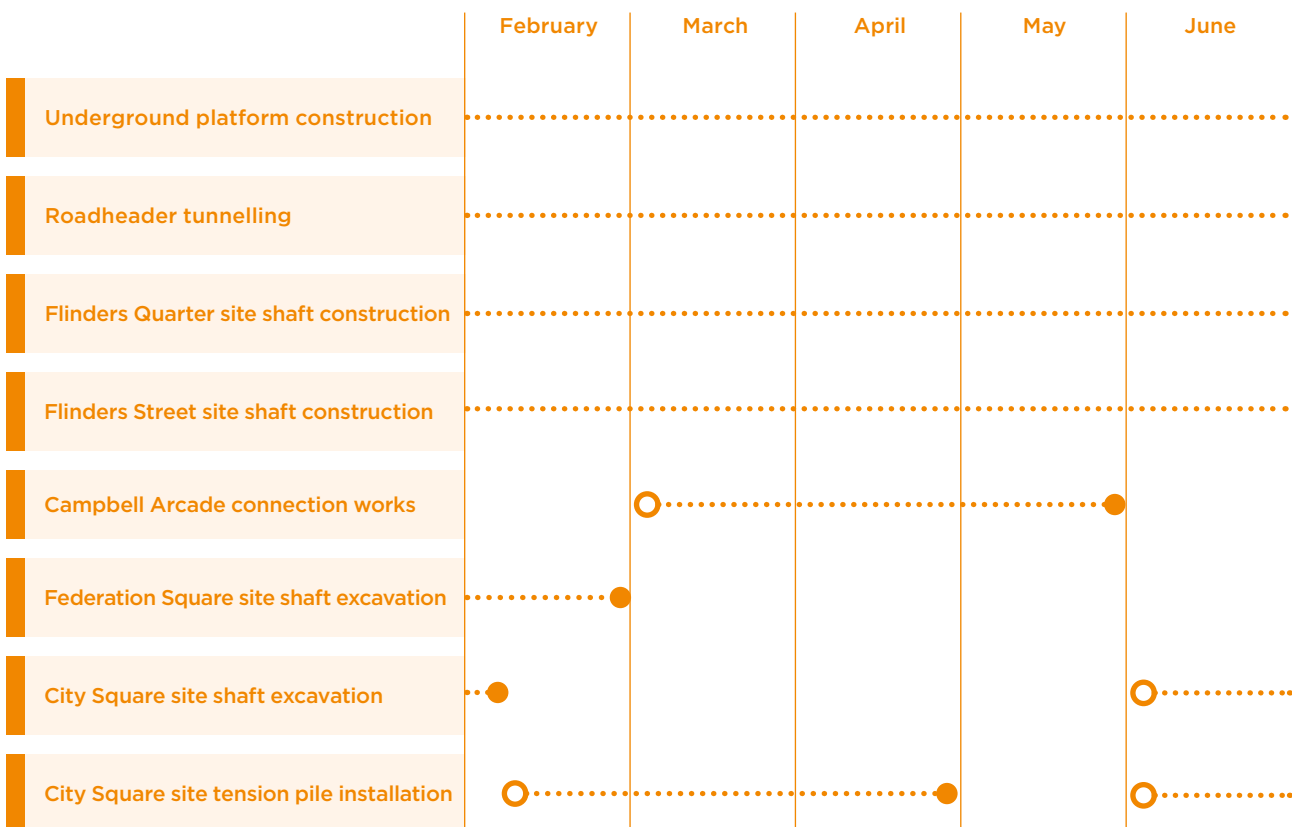 February March April May June
Underground platform construction
Roadheader tunnelling
Flinders Quarter site shaft construction
Flinders Street site shaft construction
Campbell Arcade connection works
Federation Square site shaft excavation
City Square site shaft excavation
City Square site tension pile installation